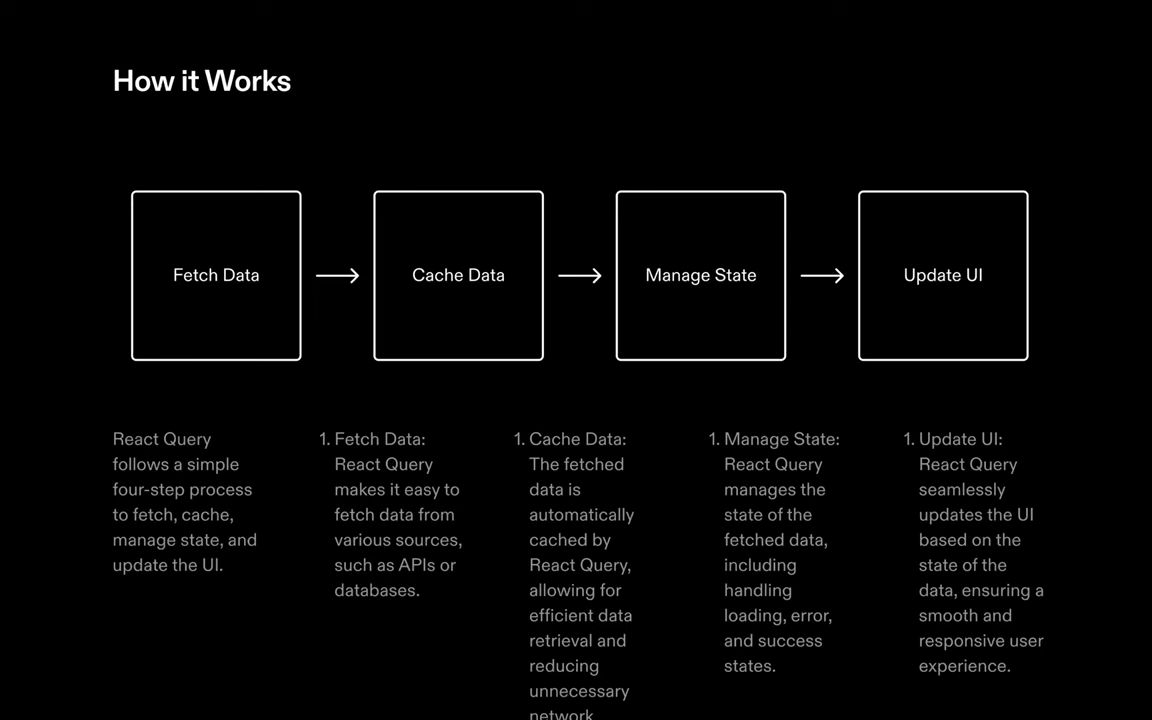 How it Works
Fetch Data
Cache Data
Manage State
Update UI
React Query
follows a simple
four-step process
to fetch, cache,
manage state, and
update the UI.
1. Fetch Data:
React Query
makes it easy to
fetch data from
various sources,
such as APIs or
databases.
1. Cache Data:
The fetched
data is
automatically
cached by
React Query,
allowing for
efficient data
retrieval and
reducing
unnecessary
network
1. Manage State:
React Query
manages the
state of the
fetched data,
including
handling
loading, error,
and success
states.
1. Update UI:
React Query
seamlessly
updates the UI
based on the
state of the
data, ensuring a
smooth and
responsive user
experience.